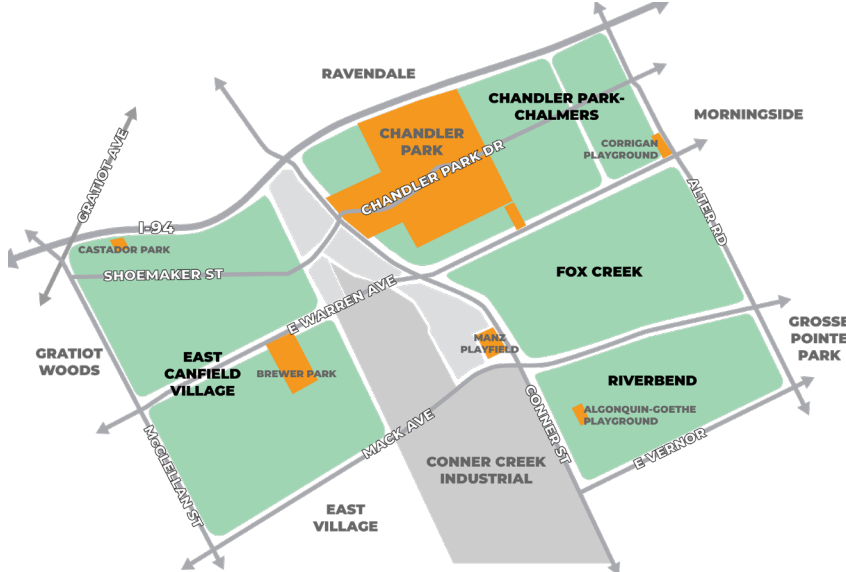 RAVENDALE
CHANDLER PARK-
CHALMERS
MORNINGSIDE
CHANDLER
PARK
CORRIGAN
PLAYGROUND
CHANDLER PARK DR
GRATIOT AVE
I-94
CASTADOR PARK
SHOEMAKER ST
ALTER RD
FOX CREEK
E WARREN AVE
GROSSE
POINTE
PARK
MANZ
PLAYFIELD
GRATIOT
WOODS
EAST
CANFIELD
VILLAGE
BREWER PARK
RIVERBEND
ALGONQUIN-GOETHE
PLAYGROUND
MACK AVE
CONNER ST
E VERNOR
McCLELLAN ST
CONNER CREEK
INDUSTRIAL
EAST
VILLAGE